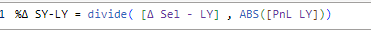 1 %Δ SY-LY = divide( [Δ Sel - LY] , ABS([PnL LY]))